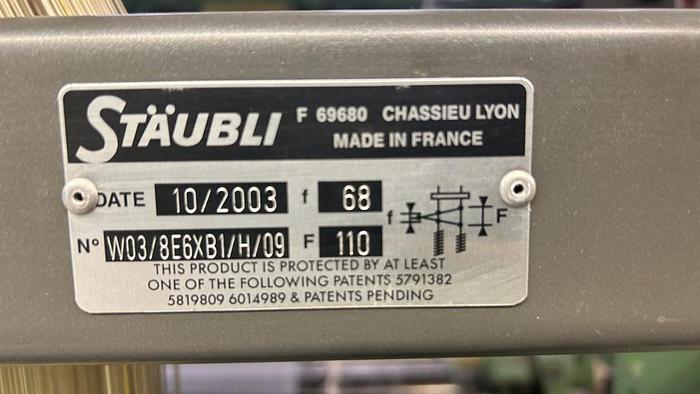 STÄUBLI F 69680 CHASSIEU LYON
MADE IN FRANCE
DATE 10/2003 f 68
f F
N° W03/8E6XB1/H/09 F 110
THIS PRODUCT IS PROTECTED BY AT LEAST
ONE OF THE FOLLOWING PATENTS 5791382
5819809 6014989 & PATENTS PENDING